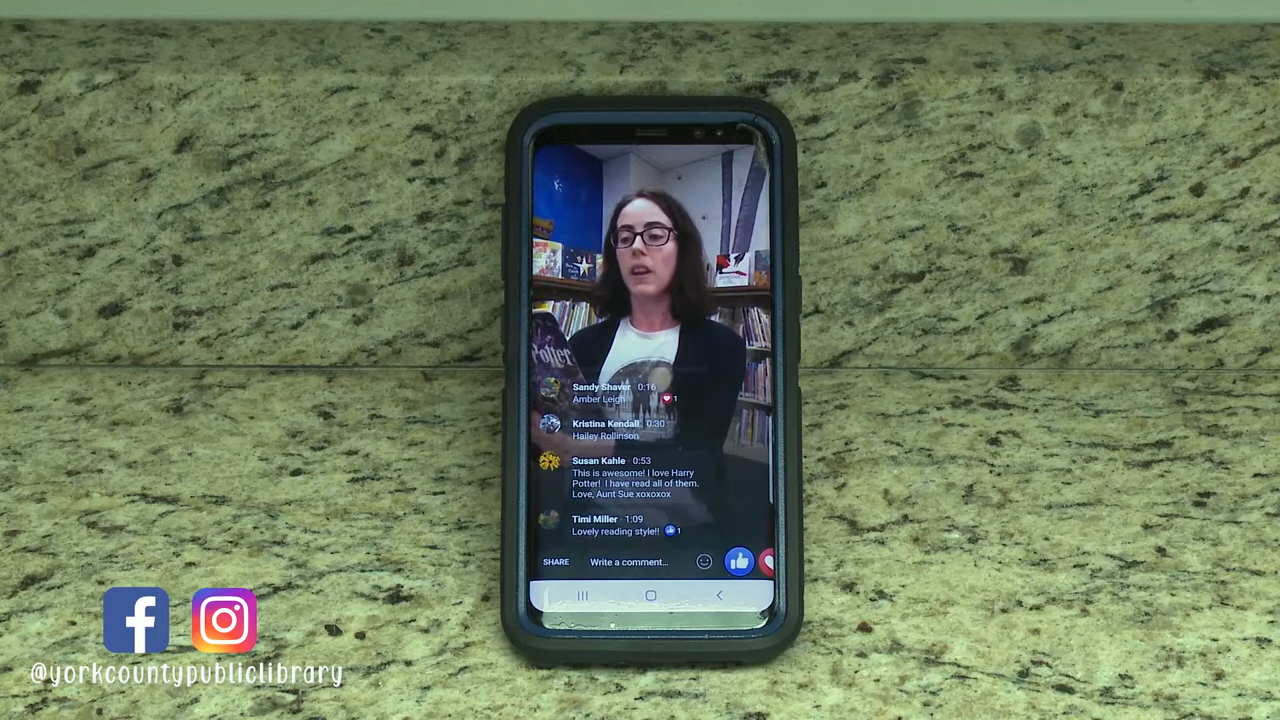 Potter
Sandy Shaver 0:16
Amber Leigh 1
Kristina Kendall 0:30
Hailey Rollinson
Susan Kahle 0:53
This is awesome! I love Harry
Potter! I have read all of them.
Love, Aunt Sue xoxoxox
Timi Miller 1:09
Lovely reading style!! 1
SHARE Write a comment...
@yorkcountypubliclibrary